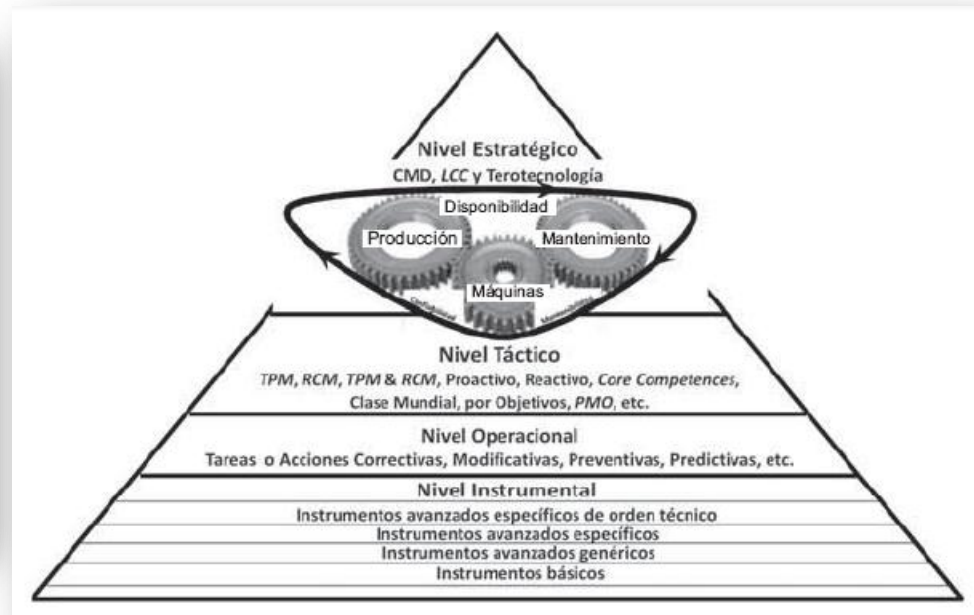 Nivel Estratégico
CMD, LCC y Terotecnología
Disponibilidad
Producción
Mantenimiento
Máquinas
Confiabilidad
Mantenibilidad
Nivel Táctico
TPM, RCM, TPM & RCM, Proactivo, Reactivo, Core Competences,
Clase Mundial, por Objetivos, PMO, etc.
Nivel Operacional
Tareas o Acciones Correctivas, Modificativas, Preventivas, Predictivas, etc.
Nivel Instrumental
Instrumentos avanzados específicos de orden técnico
Instrumentos avanzados específicos
Instrumentos avanzados genéricos
Instrumentos básicos